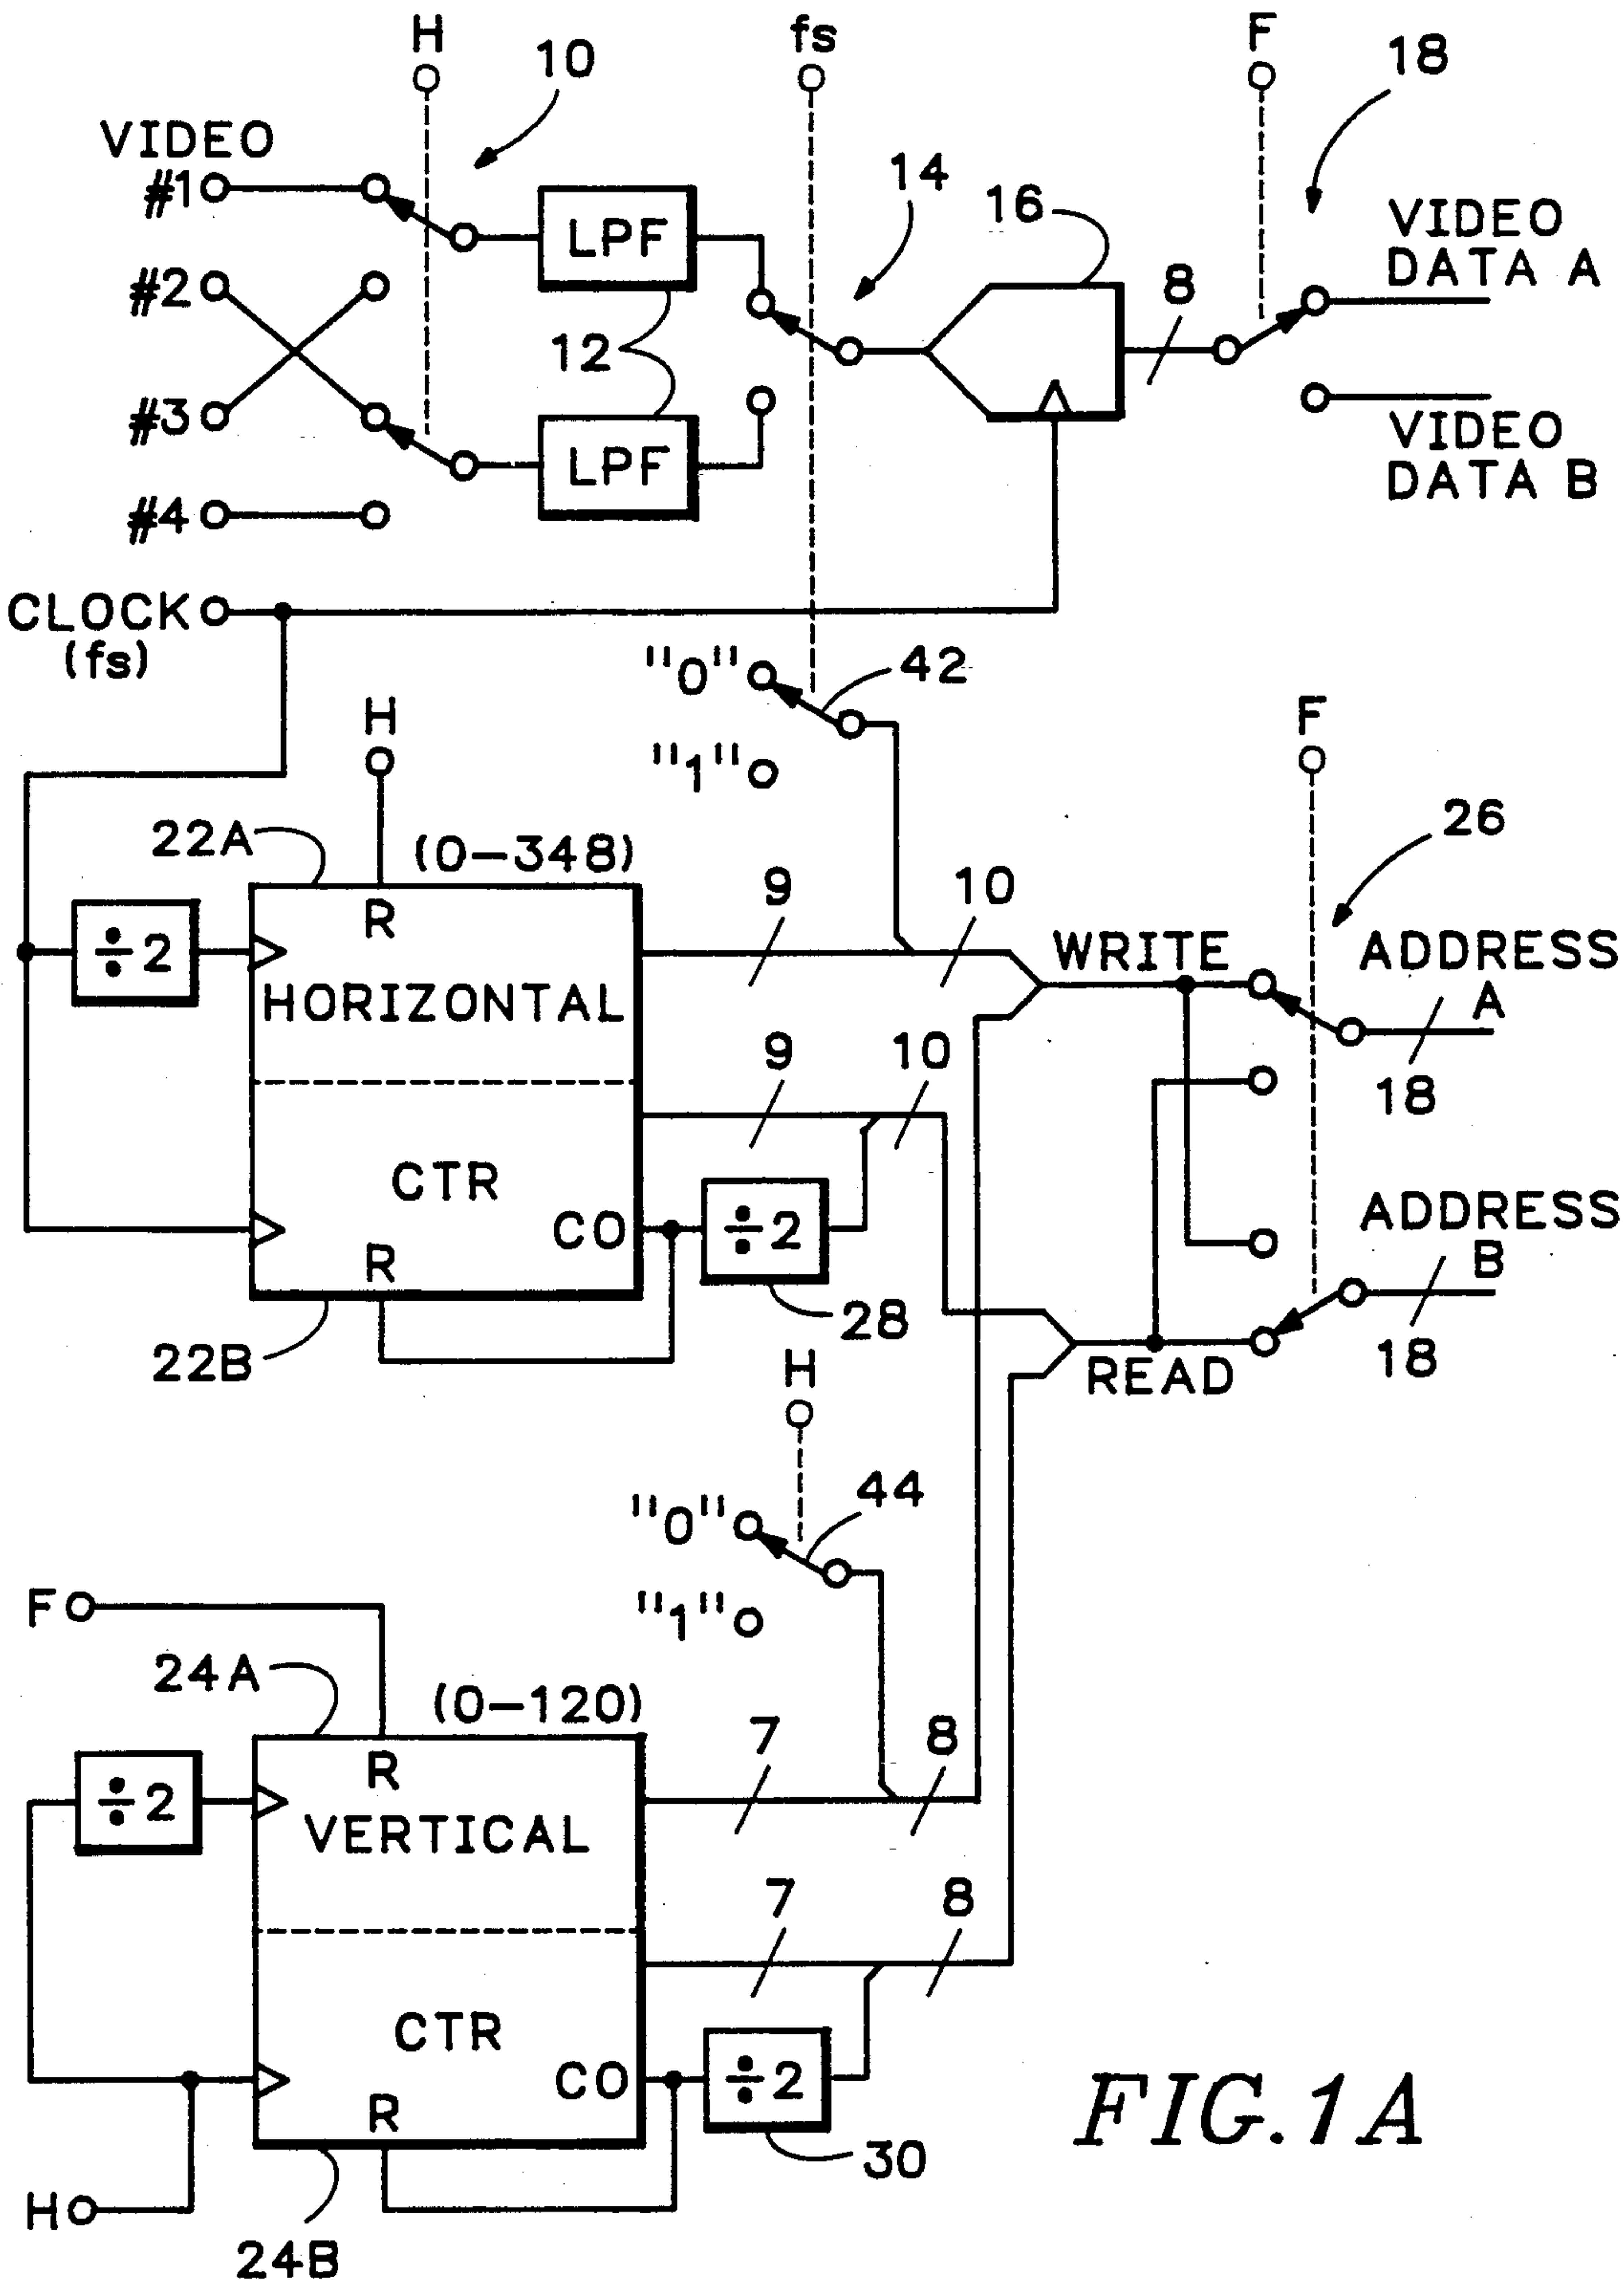 H
10
fs
F
18
VIDEO
#1
LPF
14
16
VIDEO
DATA A
#2
12
8
#3
LPF
VIDEO
DATA B
#4
CLOCK
(fs)
"0"
42
"1"
H
F
22A
(0-348)
26
÷2
R
HORIZONTAL
9
10
WRITE
ADDRESS
A
18
9
10
CTR
CO
R
÷2
28
22B
ADDRESS
B
18
READ
H
"0"
44
"1"
F
24A
(0-120)
÷2
R
VERTICAL
7
8
7
8
CTR
CO
R
÷2
30
H
24B
FIG.1A